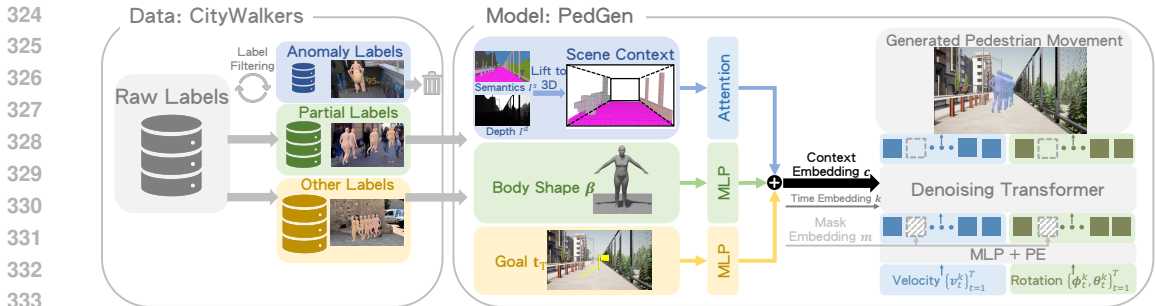 324
325
326
327
328
329
330
331
332
333
Data: CityWalkers
Raw Labels
Label
Filtering
Anomaly Labels
Partial Labels
Other Labels
Model: PedGen
Semantics I^s
Depth I^d
Lift to
3D
Scene Context
Attention
Body Shape β
MLP
Goal t_T
MLP
Context
Embedding c
Time Embedding k
Mask
Embedding m
Generated Pedestrian Movement
Denoising Transformer
MLP + PE
Velocity {v_t^k}_{t=1}^T
Rotation {ϕ_t^k, θ_t^k}_{t=1}^T